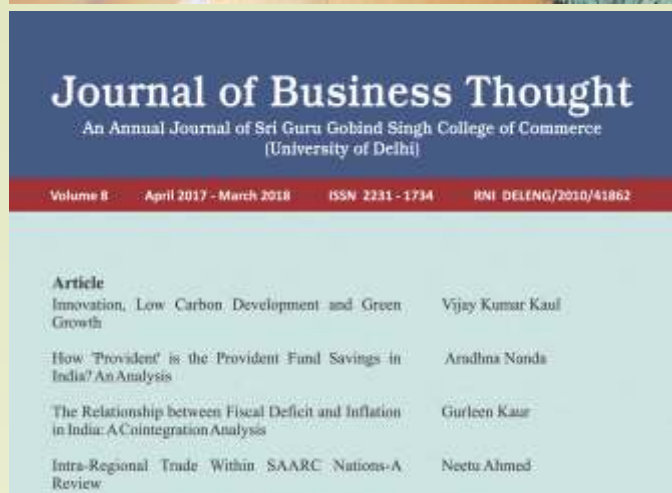 Journal of Business Thought
An Annual Journal of Sri Guru Gobind Singh College of Commerce
(University of Delhi)
Volume 8 April 2017 - March 2018 ISSN 2231 - 1734 RNI DELENG/2010/41862
Article
Innovation, Low Carbon Development and Green Vijay Kumar Kaul
Growth
How 'Provident' is the Provident Fund Savings in Aradhna Nanda
India? An Analysis
The Relationship between Fiscal Deficit and Inflation Gurleen Kaur
in India: A Cointegration Analysis
Intra-Regional Trade Within SAARC Nations-A Neetu Ahmed
Review